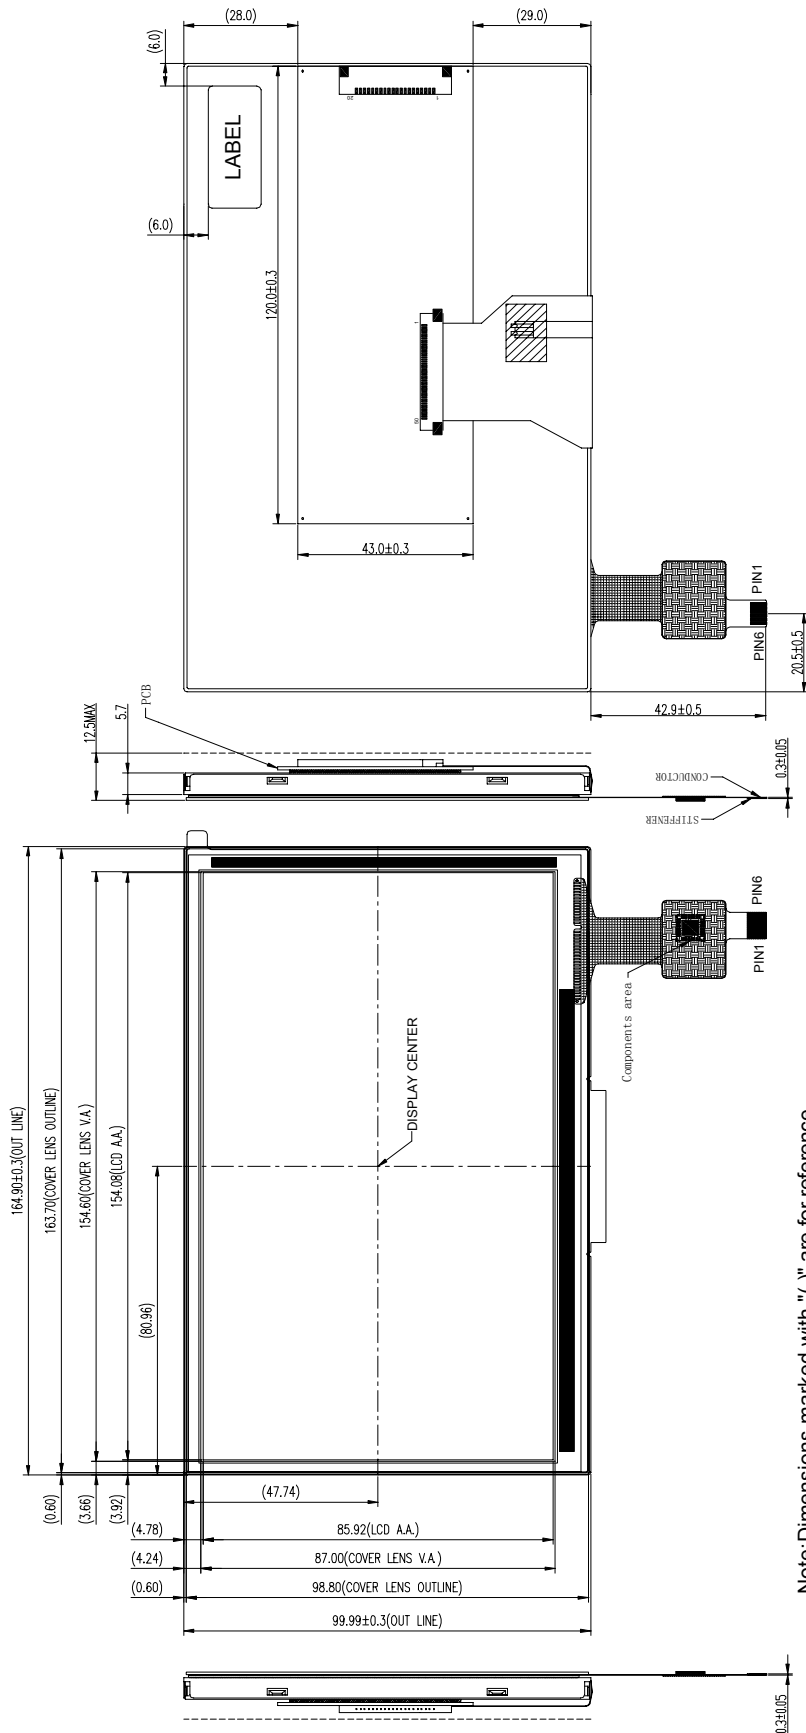 (28.0)
(29.0)
(6.0)
LABEL
20
1
(6.0)
120.0±0.3
1
50
43.0±0.3
PIN6
PIN1
20.5±0.5
42.9±0.5
12.5MAX
5.7
PCB
CONDUCTOR
STIFFENER
0.3±0.05
164.90±0.3(OUT LINE)
163.70(COVER LENS OUTLINE)
154.60(COVER LENS V.A.)
154.08(LCD A.A.)
(80.96)
DISPLAY CENTER
Components area
PIN1
PIN6
(0.60)
(3.66)
(3.92)
(47.74)
(4.78)
85.92(LCD A.A.)
(4.24)
87.00(COVER LENS V.A.)
(0.60)
98.80(COVER LENS OUTLINE)
99.99±0.3(OUT LINE)
0.3±0.05
Note:Dimensions marked with "( )" are for reference